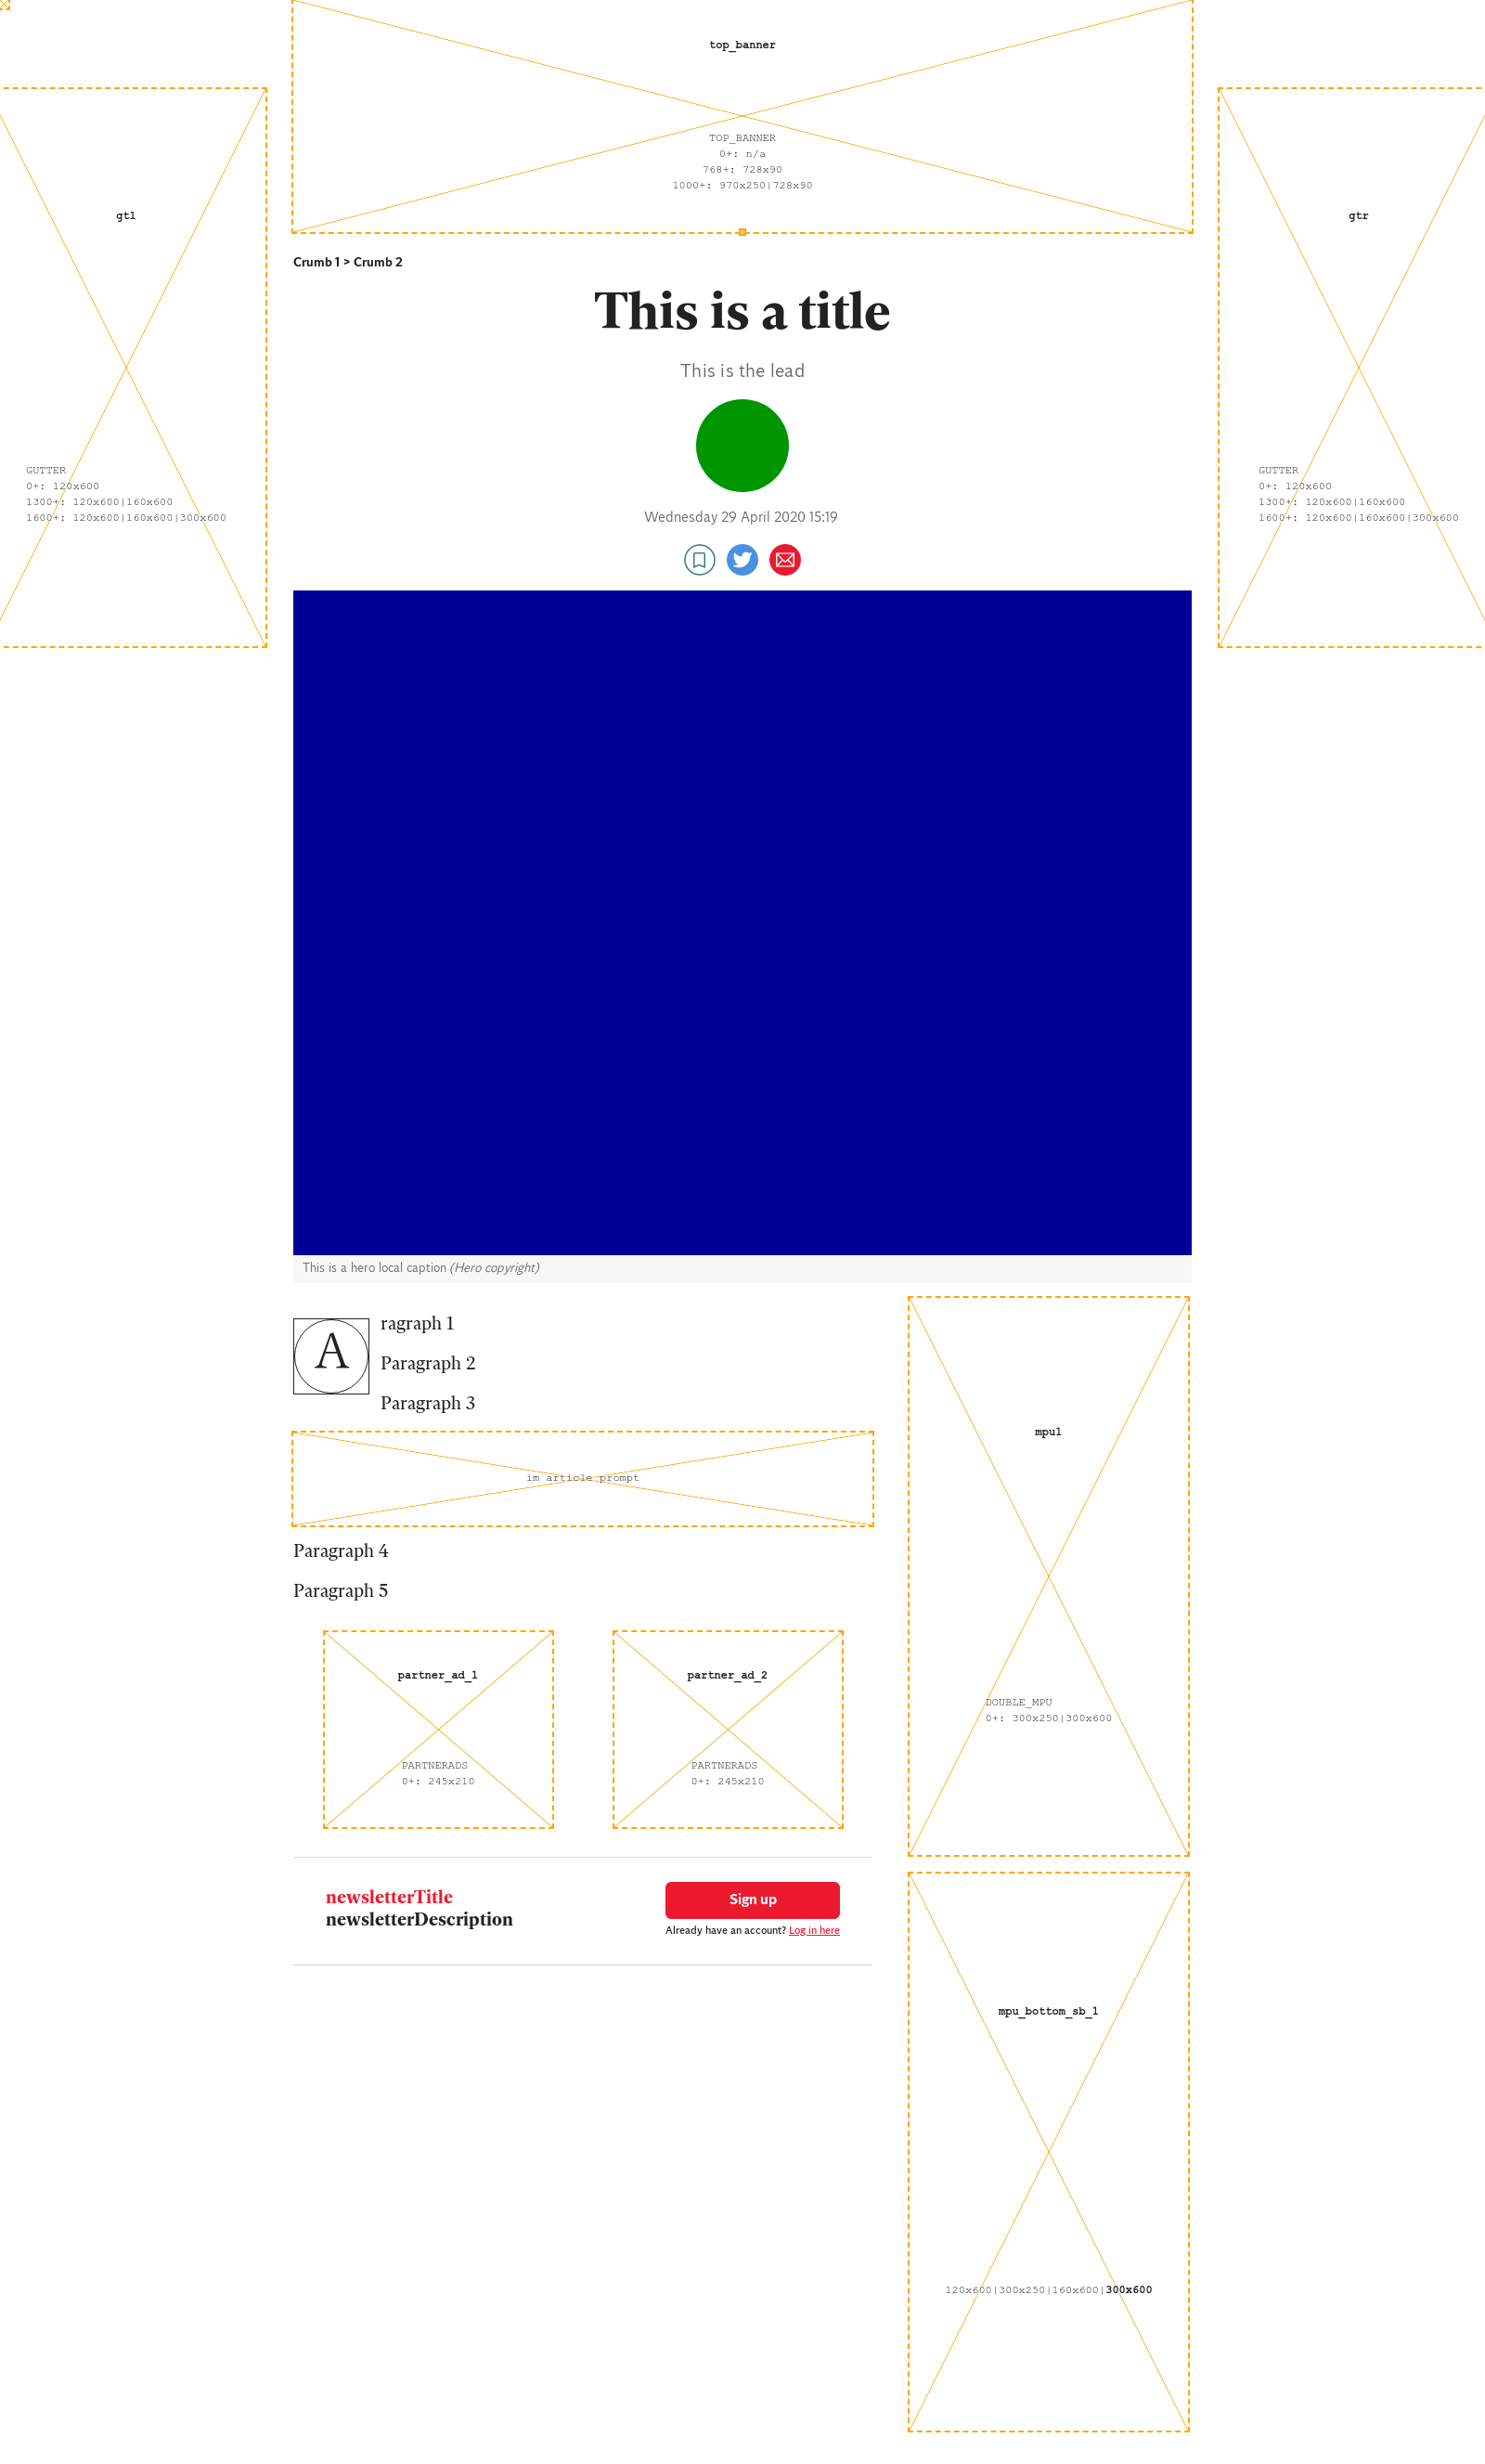 top_banner
TOP_BANNER
0+: n/a
768+: 728x90
1000+: 970x250|728x90
gtl
GUTTER
0+: 120x600
1300+: 120x600|160x600
1600+: 120x600|160x600|300x600
gtr
GUTTER
0+: 120x600
1300+: 120x600|160x600
1600+: 120x600|160x600|300x600
Crumb 1 > Crumb 2
This is a title
This is the lead
Wednesday 29 April 2020 15:19
This is a hero local caption (Hero copyright)
A
ragraph 1
Paragraph 2
Paragraph 3
im article prompt
Paragraph 4
Paragraph 5
partner_ad_1
PARTNERADS
0+: 245x210
partner_ad_2
PARTNERADS
0+: 245x210
newsletterTitle
newsletterDescription
Sign up
Already have an account? Log in here
mpu1
DOUBLE_MPU
0+: 300x250|300x600
mpu_bottom_sb_1
120x600|300x250|160x600|300x600